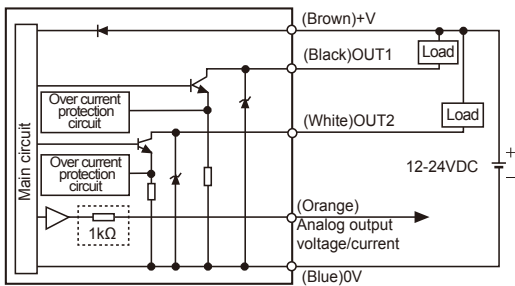 (Brown)+V
(Black)OUT1
Load
Over current
protection
circuit
(White)OUT2
Load
Main circuit
Over current
protection
circuit
12-24VDC
+
−
1kΩ
(Orange)
Analog output
voltage/current
(Blue)0V